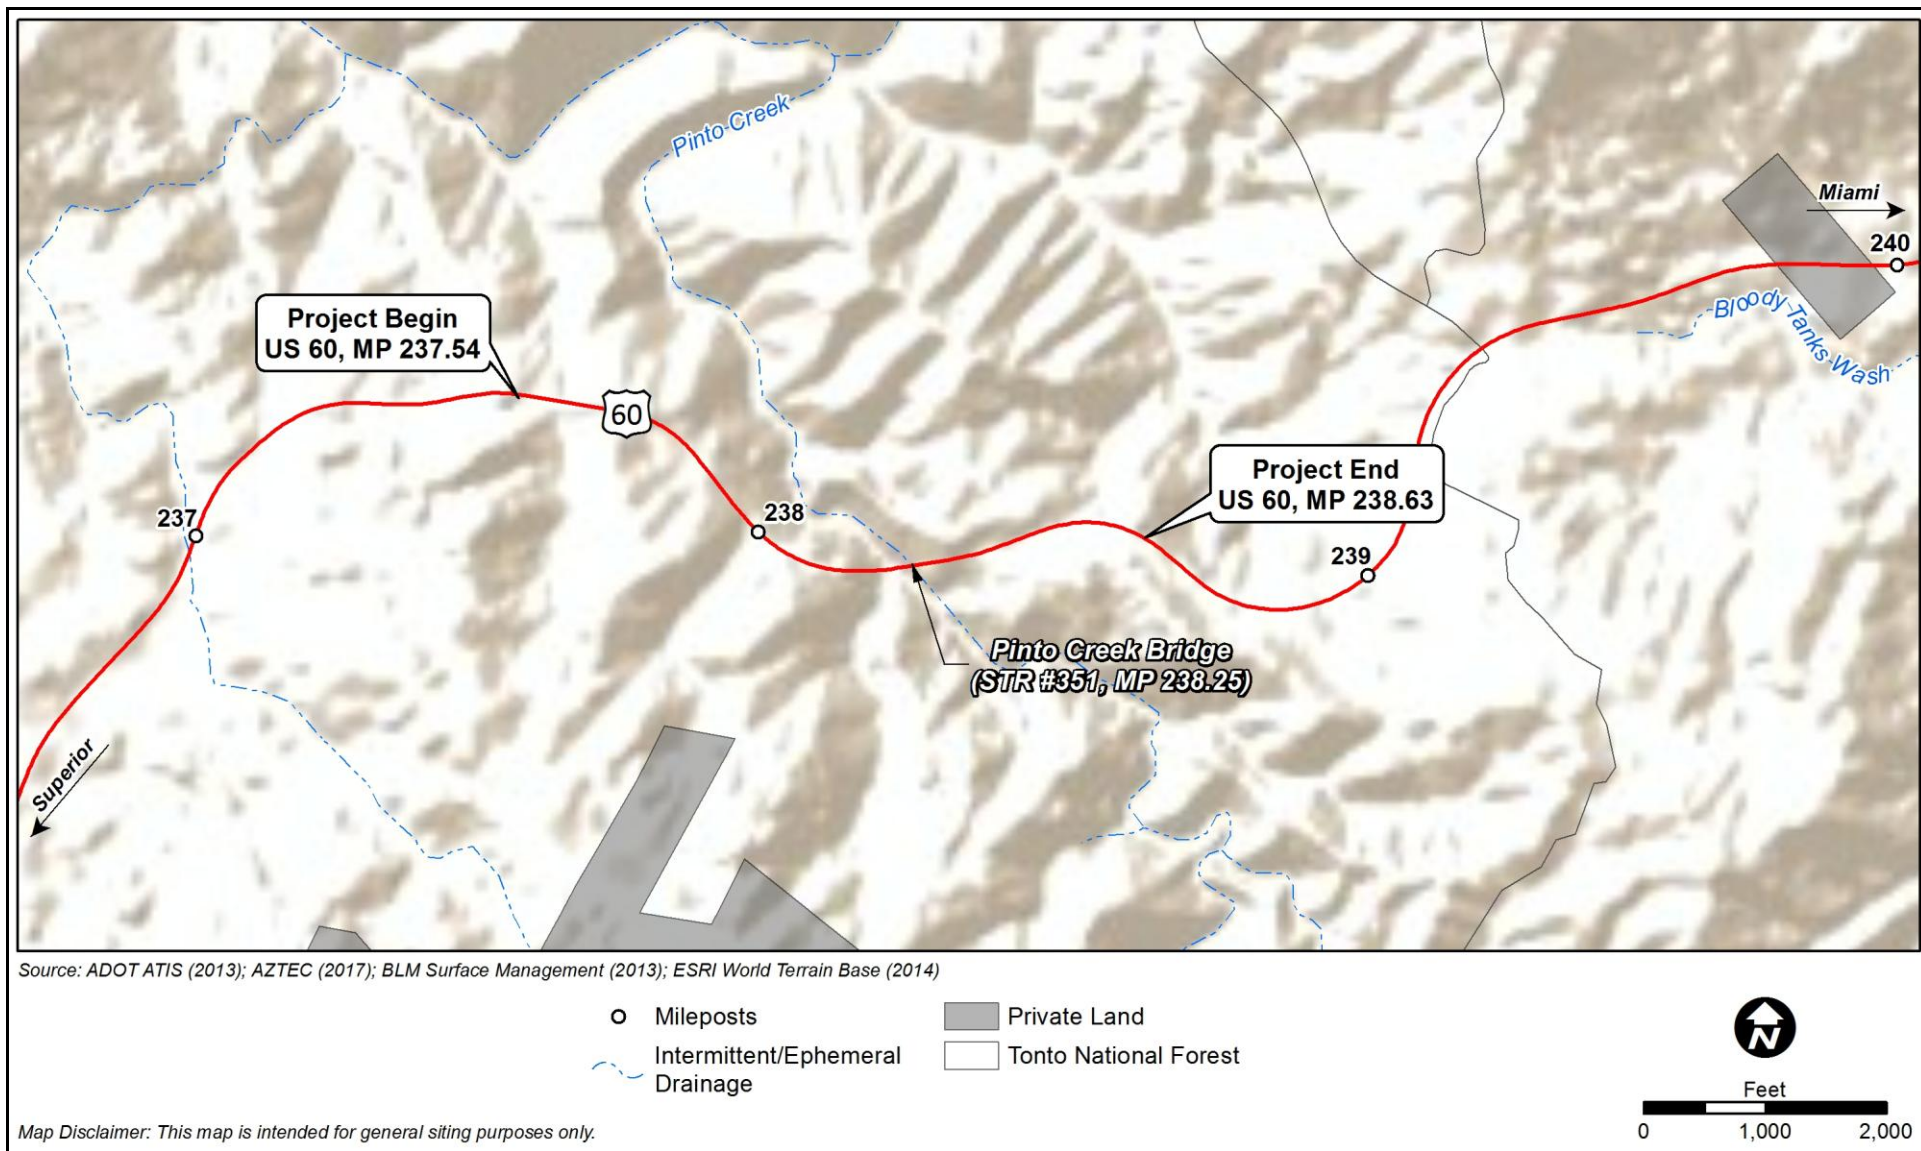 Pinto Creek
Miami
240
Bloody Tanks Wash
Project Begin
US 60, MP 237.54
60
Project End
US 60, MP 238.63
237
238
239
Pinto Creek Bridge
(STR #351, MP 238.25)
Superior
Source: ADOT ATIS (2013); AZTEC (2017); BLM Surface Management (2013); ESRI World Terrain Base (2014)
Mileposts
Intermittent/Ephemeral
Drainage
Private Land
Tonto National Forest
N
Feet
0 1,000 2,000
Map Disclaimer: This map is intended for general siting purposes only.